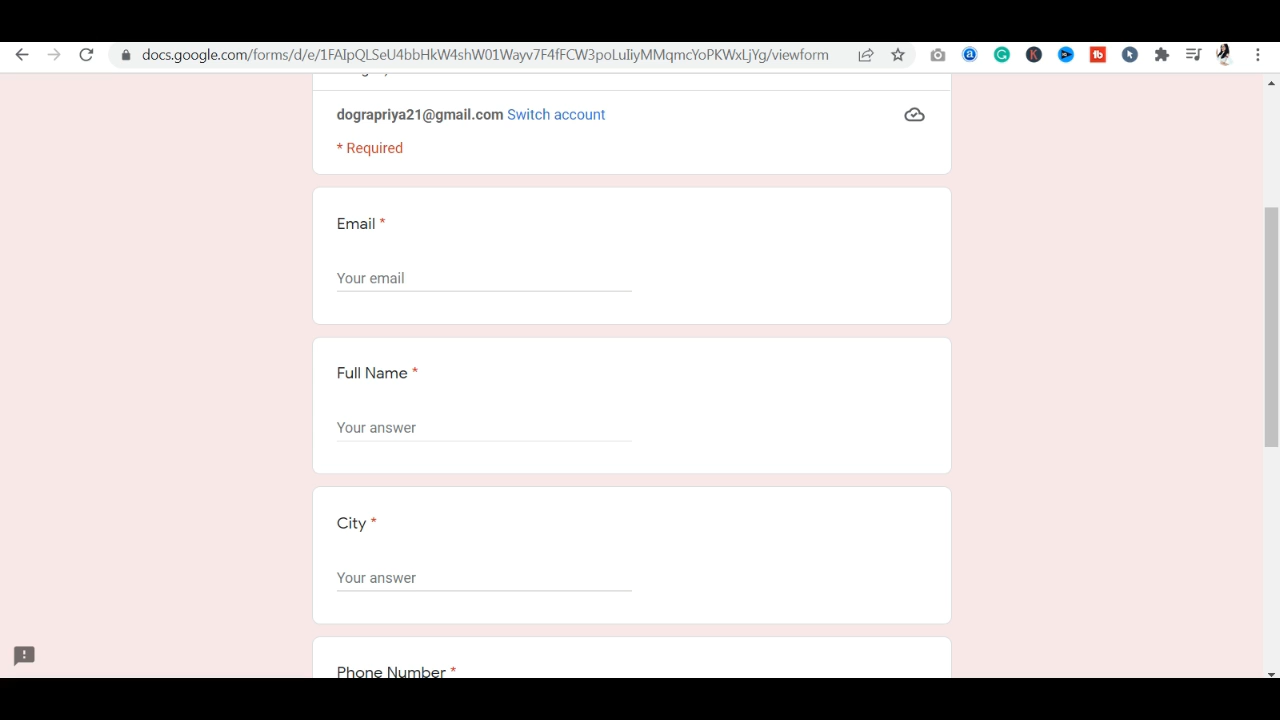 docs.google.com/forms/d/e/1FAIpQLSeU4bbHkW4shW01Wayv7F4fFCW3poLuIjyMMqmcYoPKWxLjYg/viewform
dograpriya21@gmail.com Switch account
* Required
Email *
Your email
Full Name *
Your answer
City *
Your answer
Phone Number *